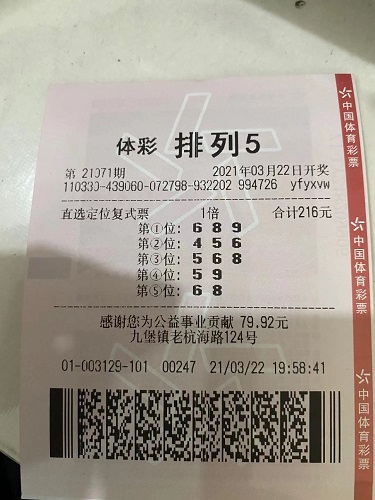 体彩 排列5
第 21071期 2021年03月22日开奖
110330-439060-072798-932202 994726 yfyxvw
直选定位复式票 1倍 合计216元
第①位: 6 8 9
第②位: 4 5 6
第③位: 5 6 8
第④位: 5 9
第⑤位: 6 8
感谢您为公益事业贡献 79.92元
九堡镇老杭海路124号
01-003129-101 00247 21/03/22 19:58:41
中国体育彩票
中国体育彩票
中国体育彩票